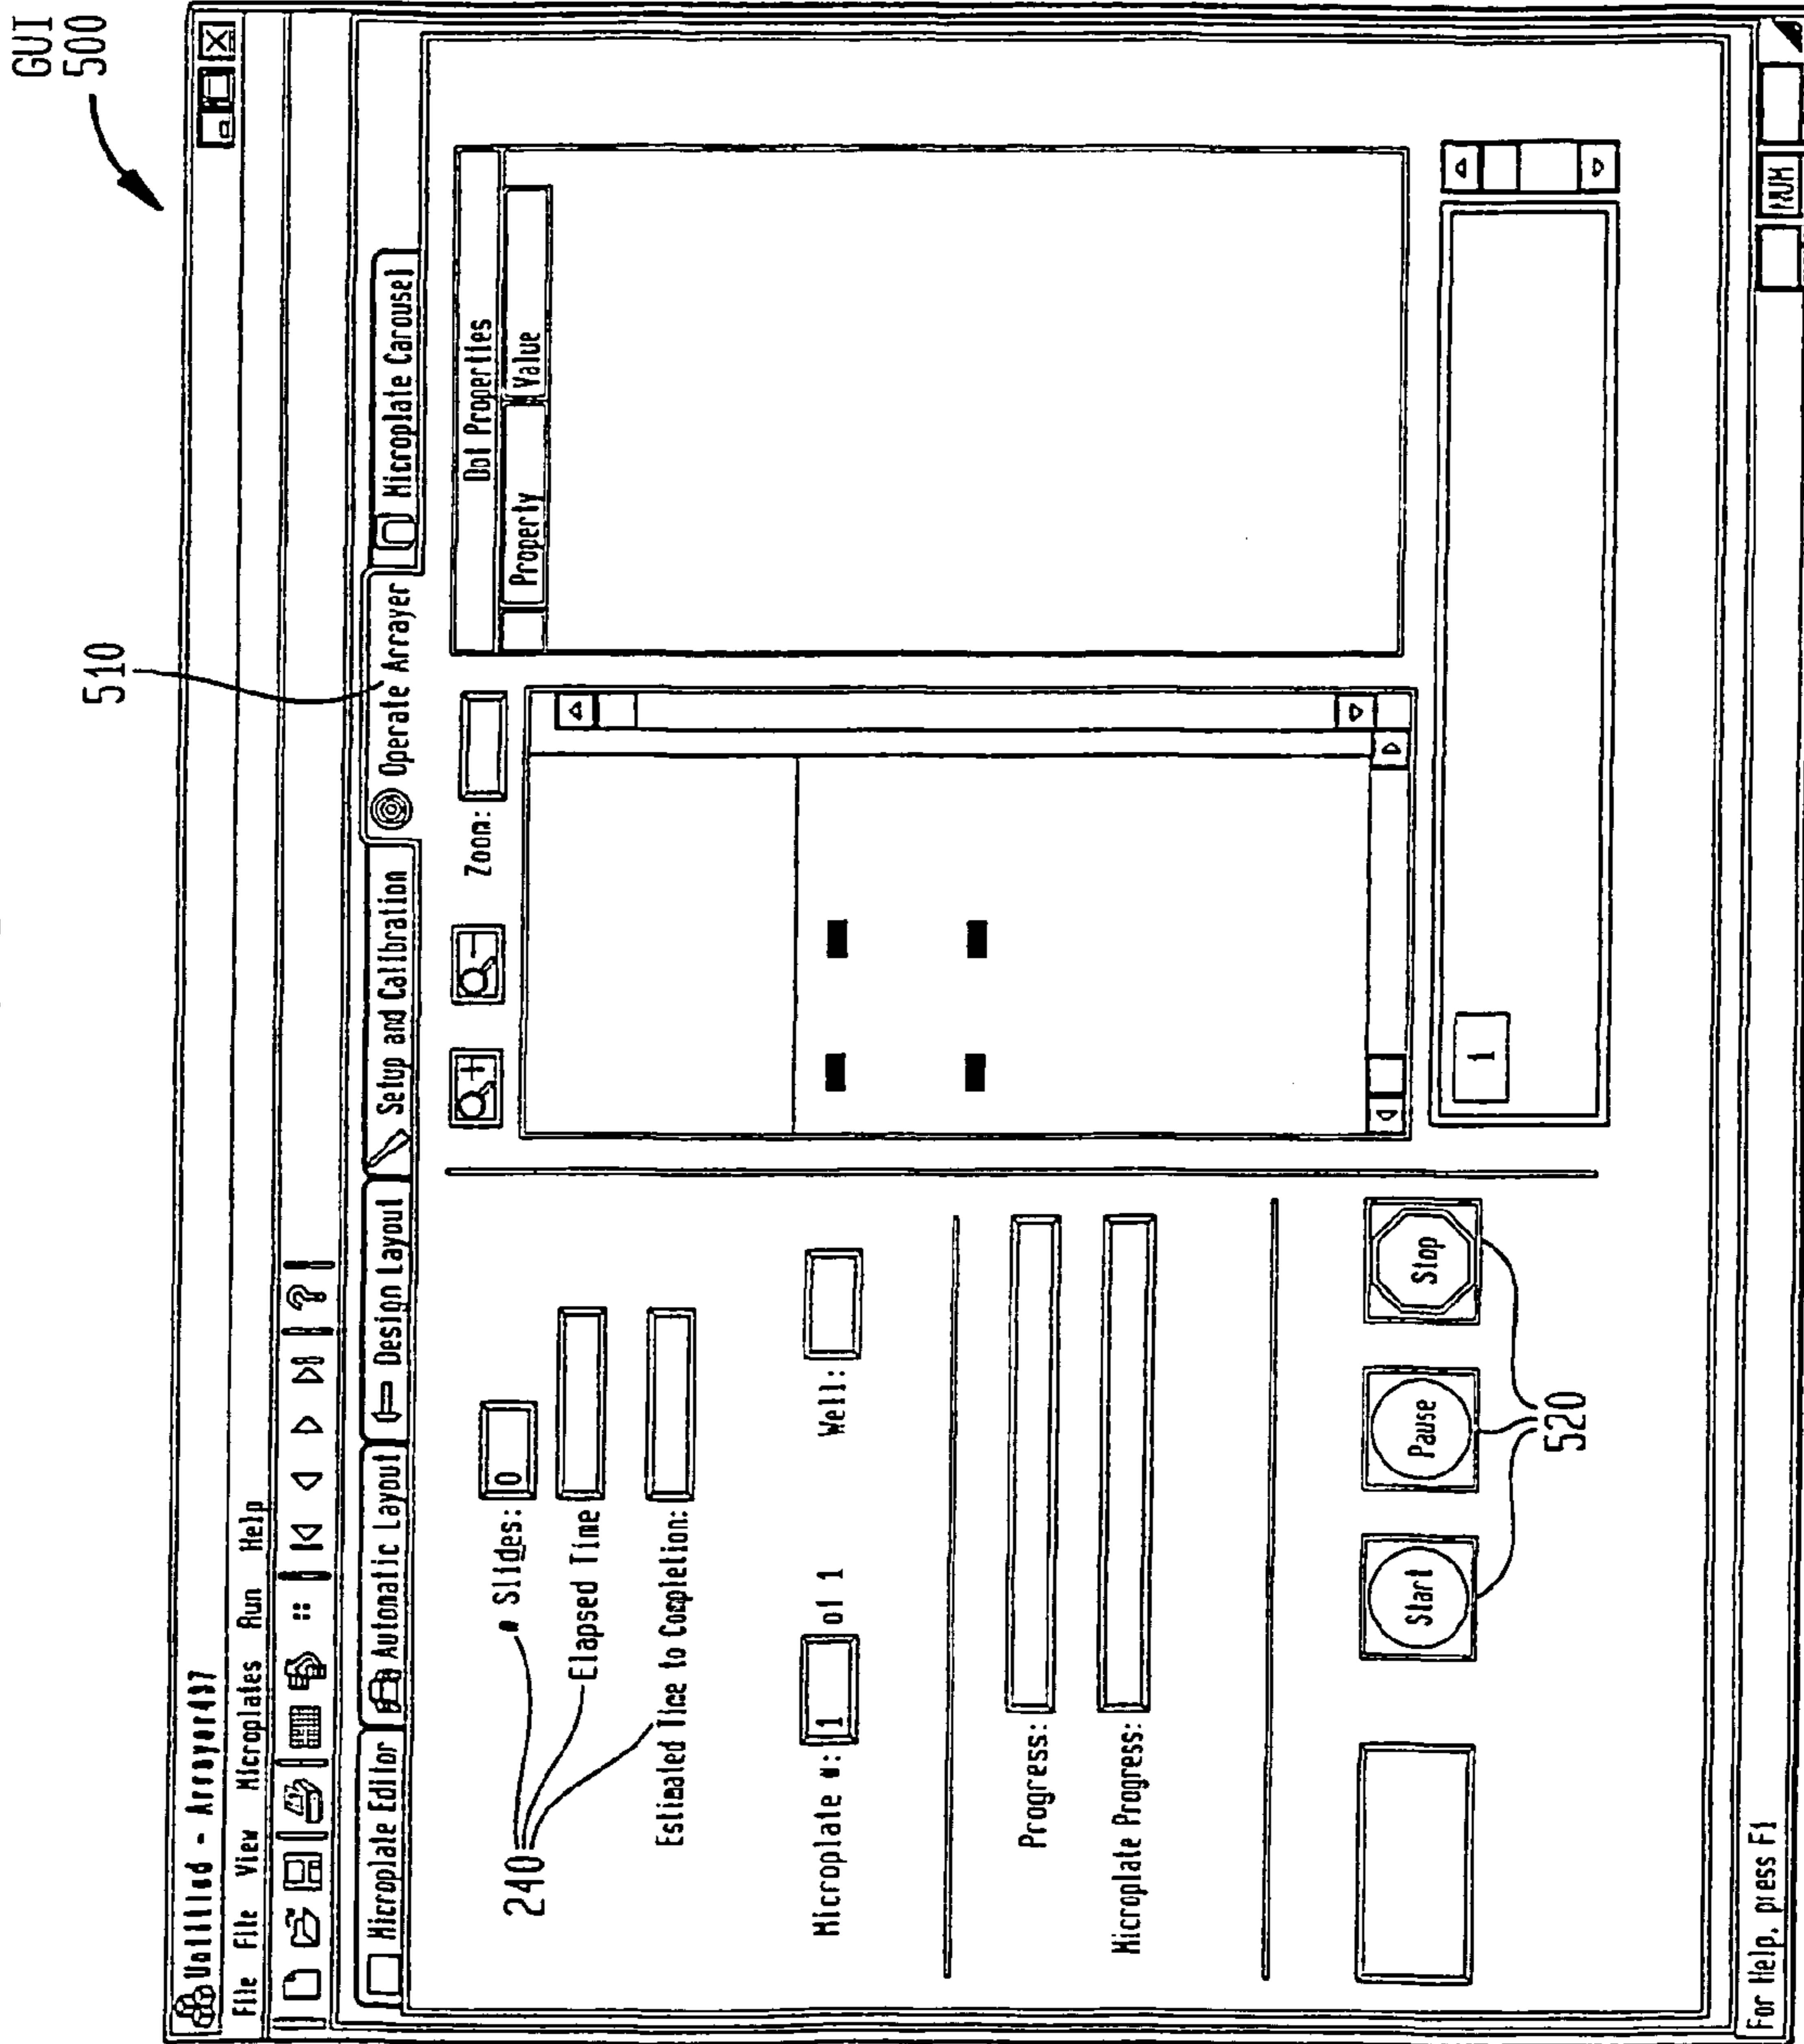 GUI
500
510
Untitled - Arrayer497
File File View Microplates Run Help
Microplate Editor Automatic Layout Design Layout Setup and Calibration Operate Arrayer Microplate Carousel
240
# Slides: 0
Elapsed Time
Estimated Time to Completion:
Microplate #: 1 of 1 Well:
Progress:
Microplate Progress:
Start Pause Stop
520
Zoom:
Dot Properties
Property Value
1
For Help, press F1
NUM